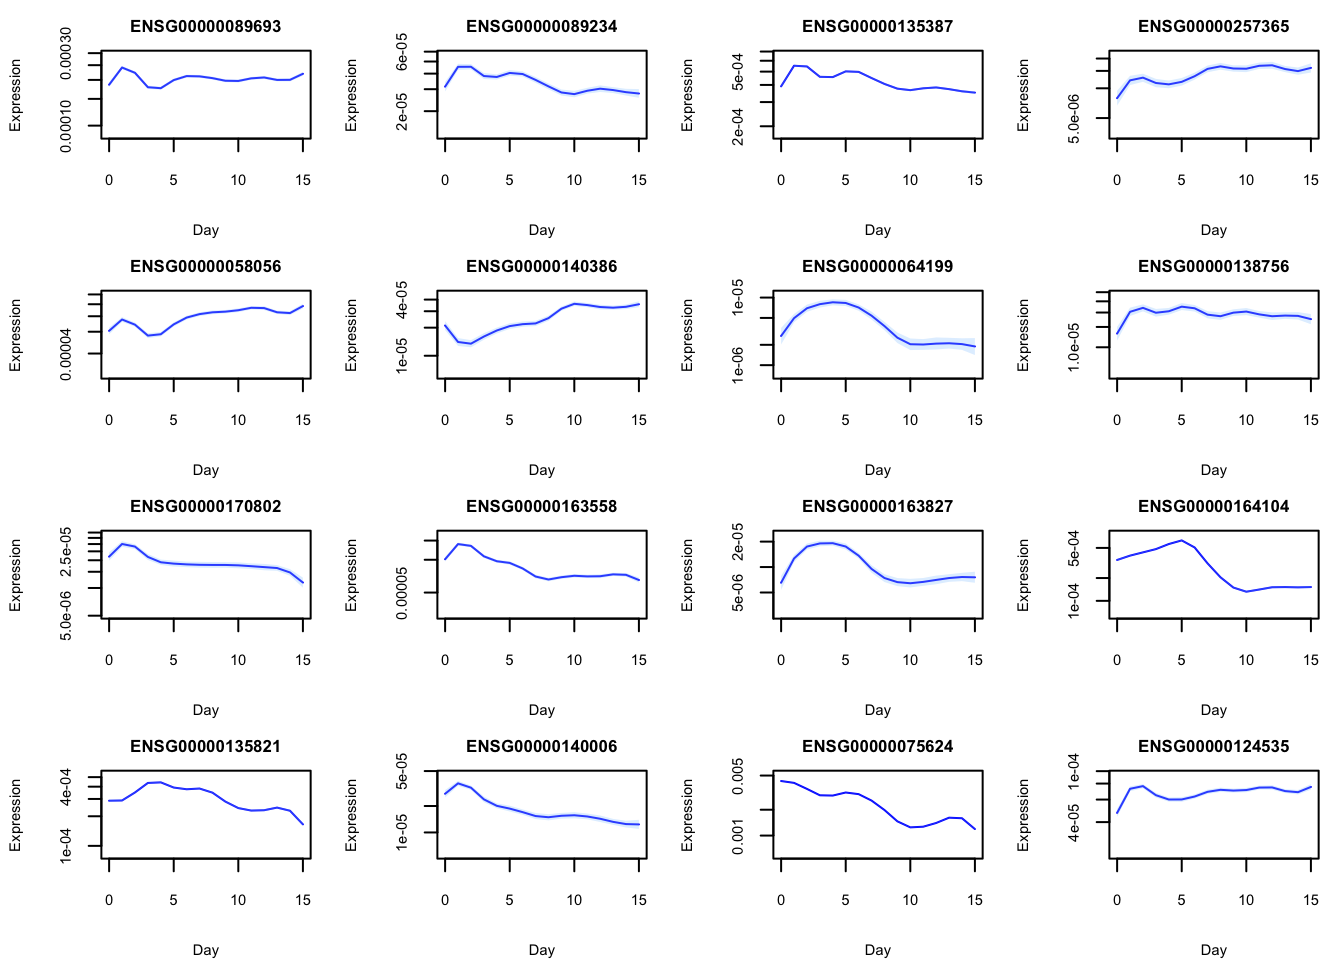 ENSG00000089693
Expression
0.00010 0.00030
0 5 10 15
Day
ENSG00000089234
Expression
2e-05 6e-05
0 5 10 15
Day
ENSG00000135387
Expression
2e-04 5e-04
0 5 10 15
Day
ENSG00000257365
Expression
5.0e-06
0 5 10 15
Day
ENSG00000058056
Expression
0.00004
0 5 10 15
Day
ENSG00000140386
Expression
1e-05 4e-05
0 5 10 15
Day
ENSG00000064199
Expression
1e-06 1e-05
0 5 10 15
Day
ENSG00000138756
Expression
1.0e-05
0 5 10 15
Day
ENSG00000170802
Expression
5.0e-06 2.5e-05
0 5 10 15
Day
ENSG00000163558
Expression
0.00005
0 5 10 15
Day
ENSG00000163827
Expression
5e-06 2e-05
0 5 10 15
Day
ENSG00000164104
Expression
1e-04 5e-04
0 5 10 15
Day
ENSG00000135821
Expression
1e-04 4e-04
0 5 10 15
Day
ENSG00000140006
Expression
1e-05 5e-05
0 5 10 15
Day
ENSG00000075624
Expression
0.001 0.005
0 5 10 15
Day
ENSG00000124535
Expression
4e-05 1e-04
0 5 10 15
Day